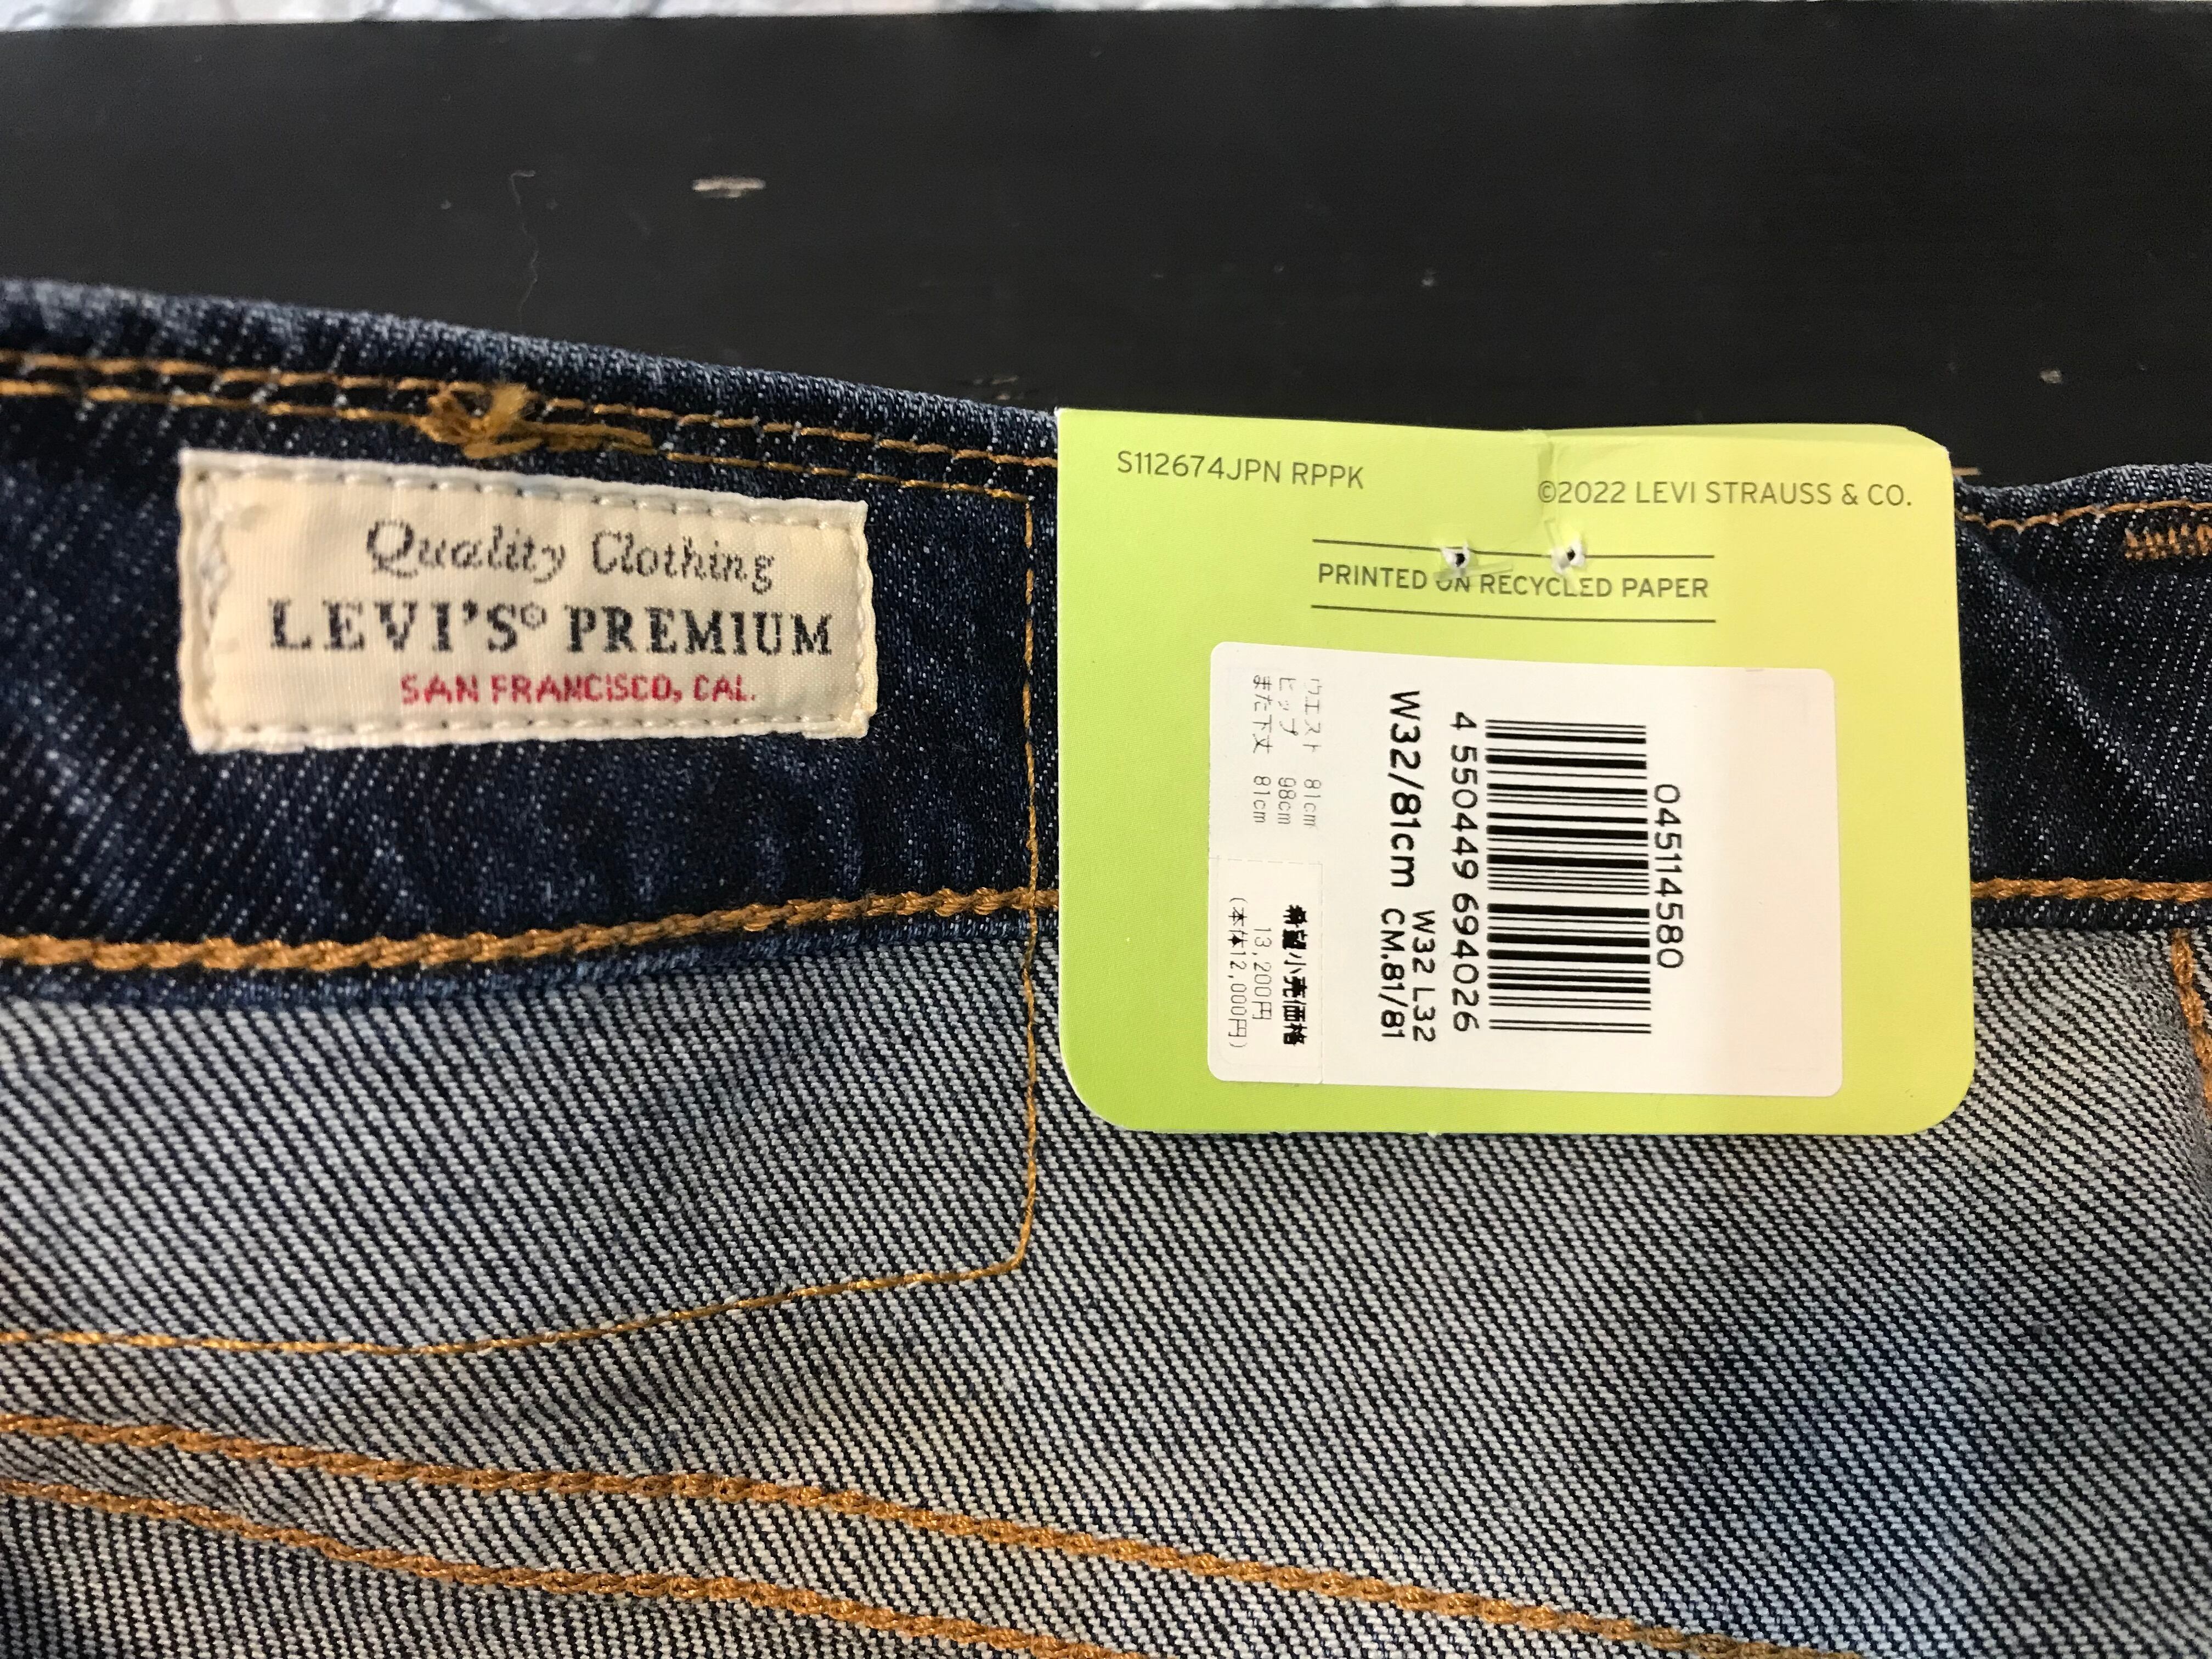 Quality Clothing
LEVI'S® PREMIUM
SAN FRANCISCO, CAL.
S112674JPN RPPK
©2022 LEVI STRAUSS & CO.
PRINTED ON RECYCLED PAPER
045114580
4 550449 694026
W32 L32
W32/81cm CM.81/81
ウエスト 81cm
ヒップ 98cm
また下丈 81cm
希望小売価格
13,200円
(本体12,000円)